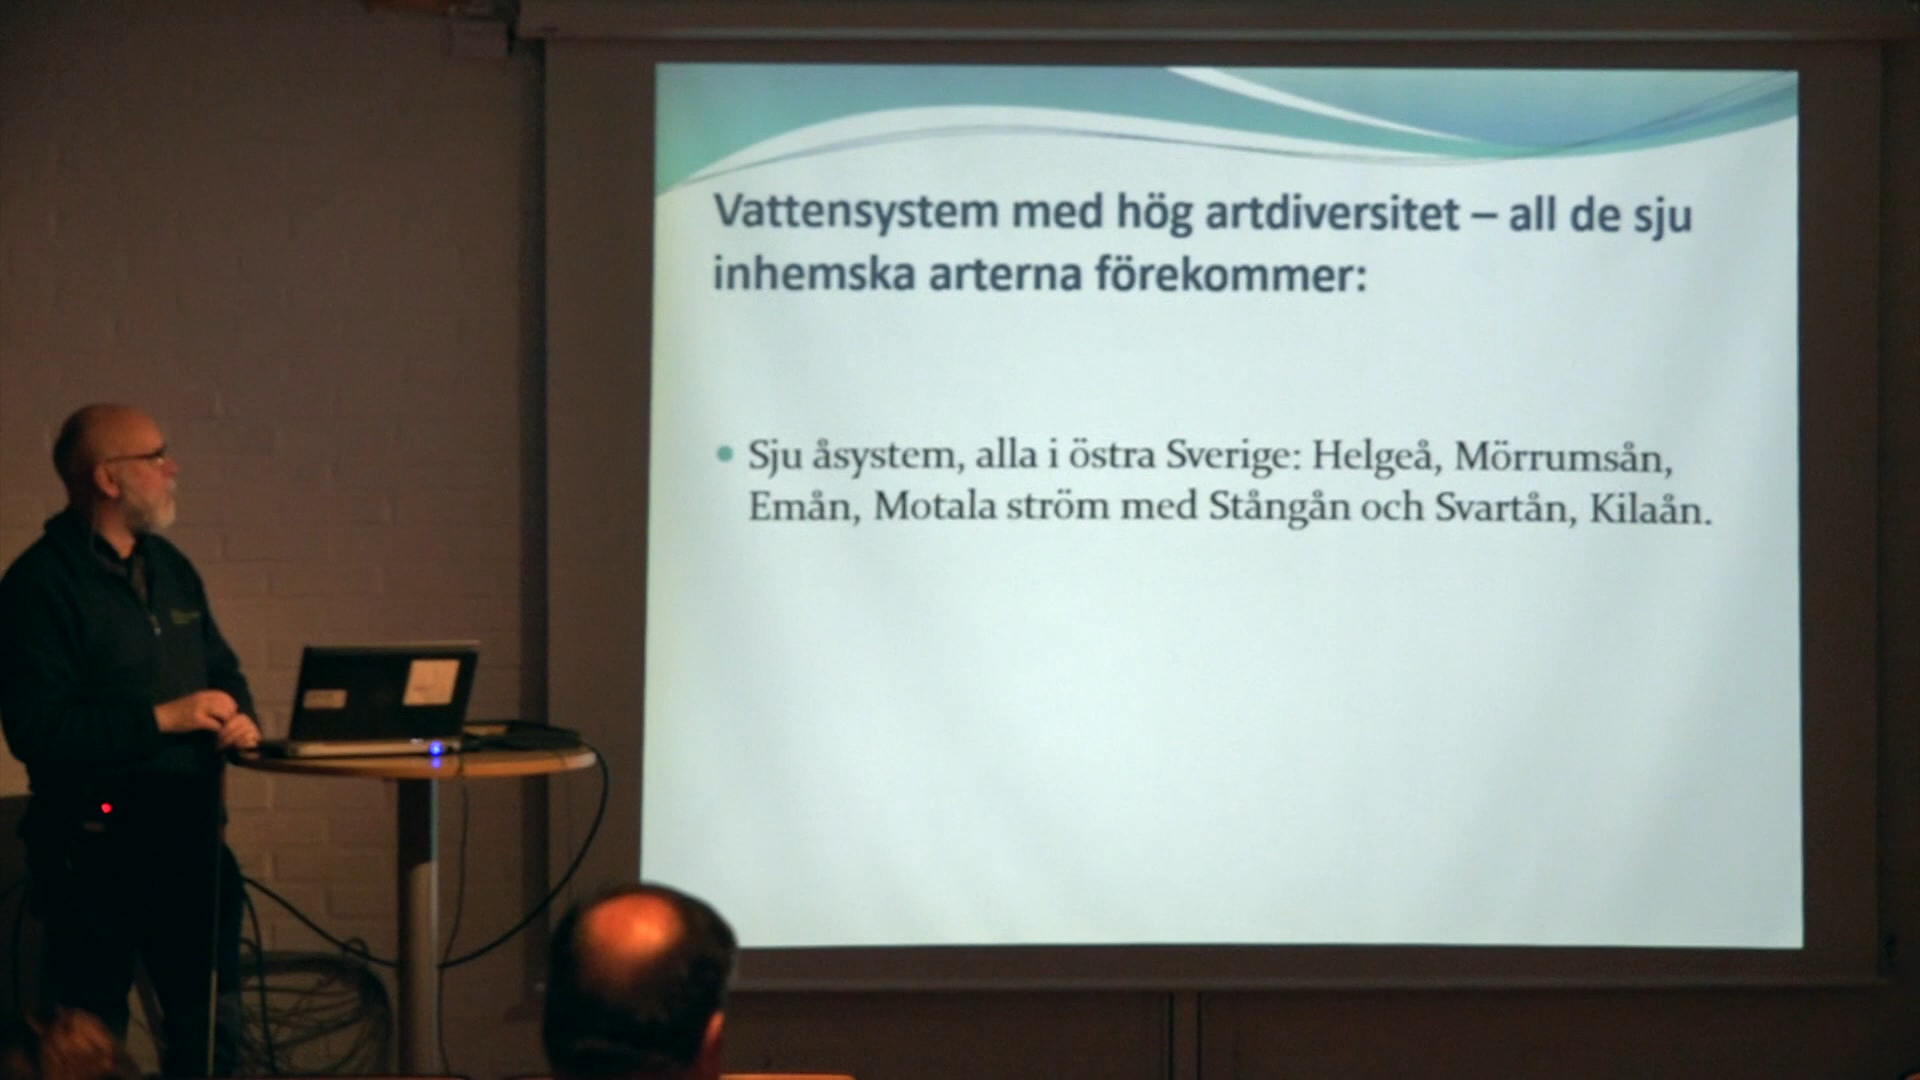 Vattensystem med hög artdiversitet – all de sju
inhemska arterna förekommer:
• Sju åsystem, alla i östra Sverige: Helgeå, Mörrumsån,
Emån, Motala ström med Stångån och Svartån, Kilaån.